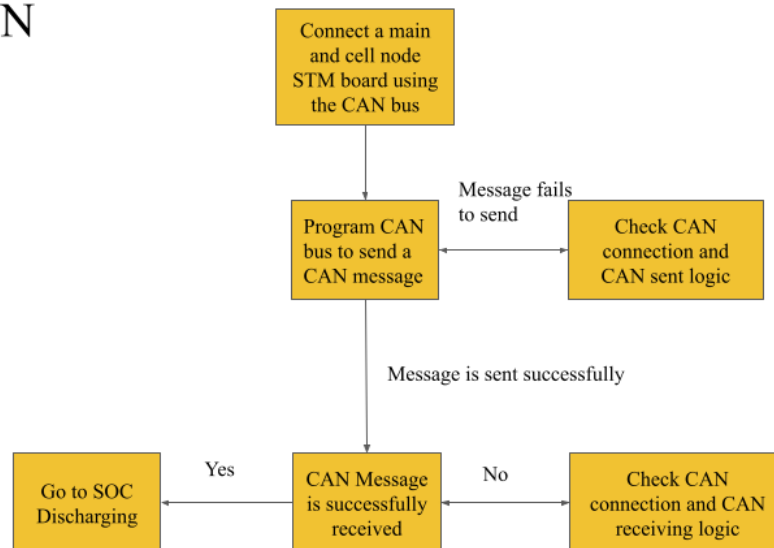 N
Connect a main
and cell node
STM board using
the CAN bus
Message fails
to send
Program CAN
bus to send a
CAN message
Check CAN
connection and
CAN sent logic
Message is sent successfully
Go to SOC
Discharging
Yes
CAN Message
is successfully
received
No
Check CAN
connection and CAN
receiving logic